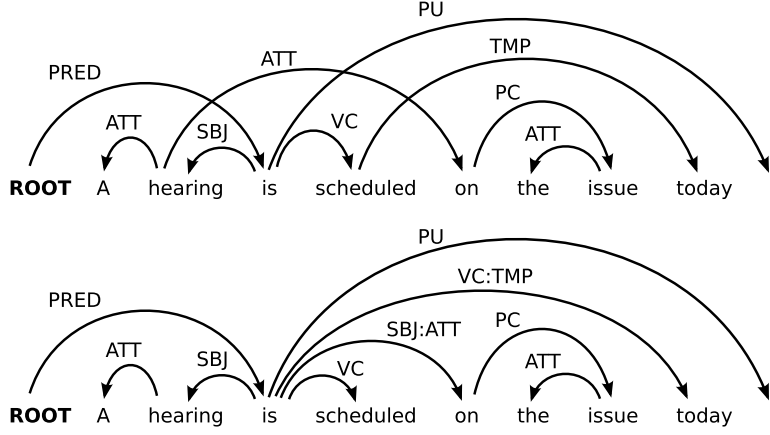 PU
TMP
ATT
PRED
PC
ATT
SBJ
VC
ATT
ROOT A hearing is scheduled on the issue today
PU
VC:TMP
PRED
SBJ:ATT
PC
ATT
SBJ
VC
ATT
ROOT A hearing is scheduled on the issue today